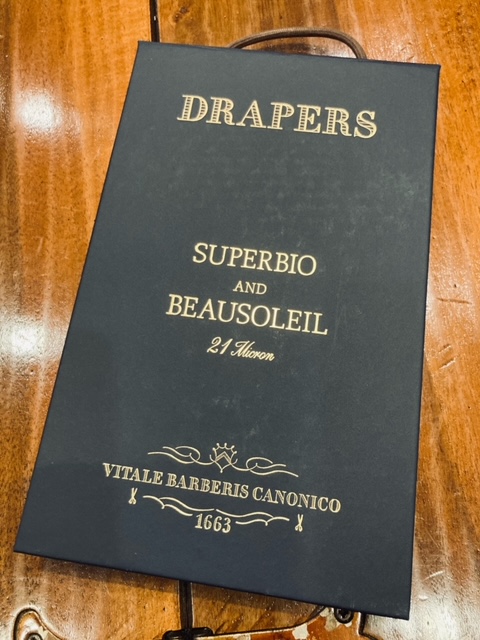 DRAPERS
SUPERBIO
AND
BEAUSOLEIL
21 Micron
VITALE BARBERIS CANONICO
1663